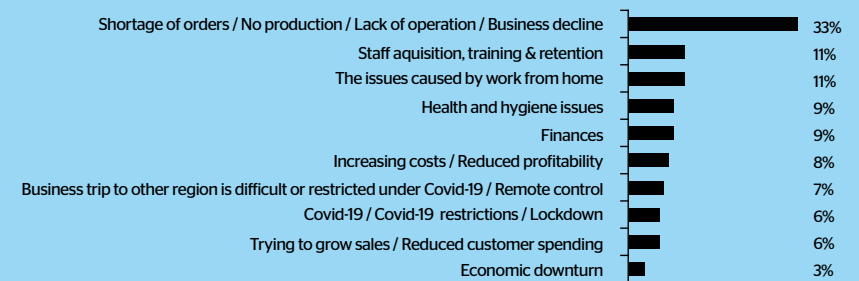 Shortage of orders / No production / Lack of operation / Business decline 33%
Staff aquisition, training & retention 11%
The issues caused by work from home 11%
Health and hygiene issues 9%
Finances 9%
Increasing costs / Reduced profitability 8%
Business trip to other region is difficult or restricted under Covid-19 / Remote control 7%
Covid-19 / Covid-19 restrictions / Lockdown 6%
Trying to grow sales / Reduced customer spending 6%
Economic downturn 3%